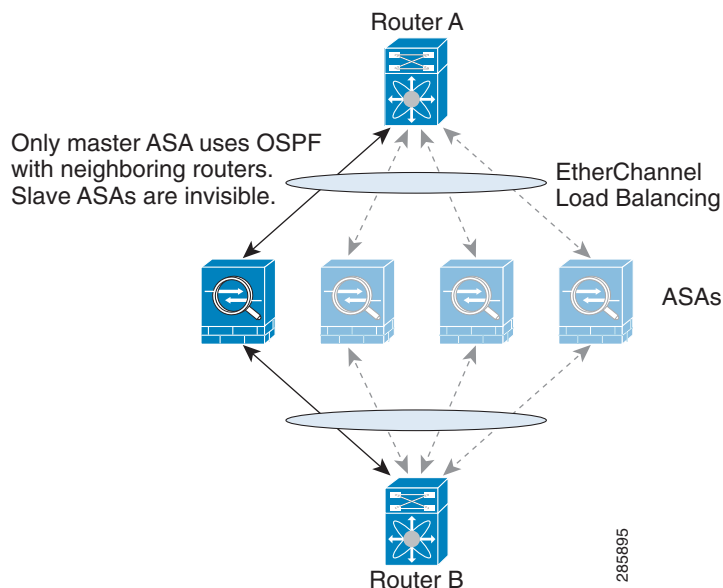 Router A
Only master ASA uses OSPF
with neighboring routers.
Slave ASAs are invisible.
EtherChannel
Load Balancing
ASAs
Router B
285895